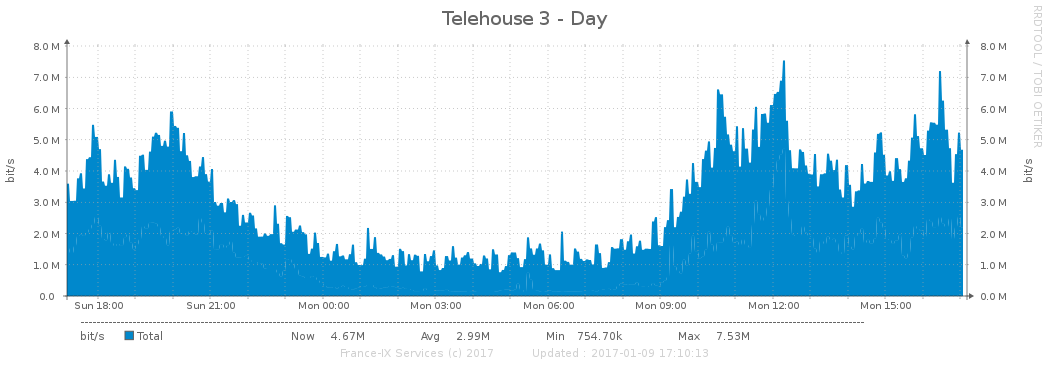 Telehouse 3 - Day
RRDTOOL / TOBI OETIKER
8.0 M 8.0 M
7.0 M 7.0 M
6.0 M 6.0 M
5.0 M 5.0 M
4.0 M 4.0 M
3.0 M 3.0 M
2.0 M 2.0 M
1.0 M 1.0 M
0.0 0.0 M
bit/s
bit/s
Sun 18:00 Sun 21:00 Mon 00:00 Mon 03:00 Mon 06:00 Mon 09:00 Mon 12:00 Mon 15:00
bit/s Total Now 4.67M Avg 2.99M Min 754.70k Max 7.53M
France-IX Services (c) 2017 Updated : 2017-01-09 17:10:13